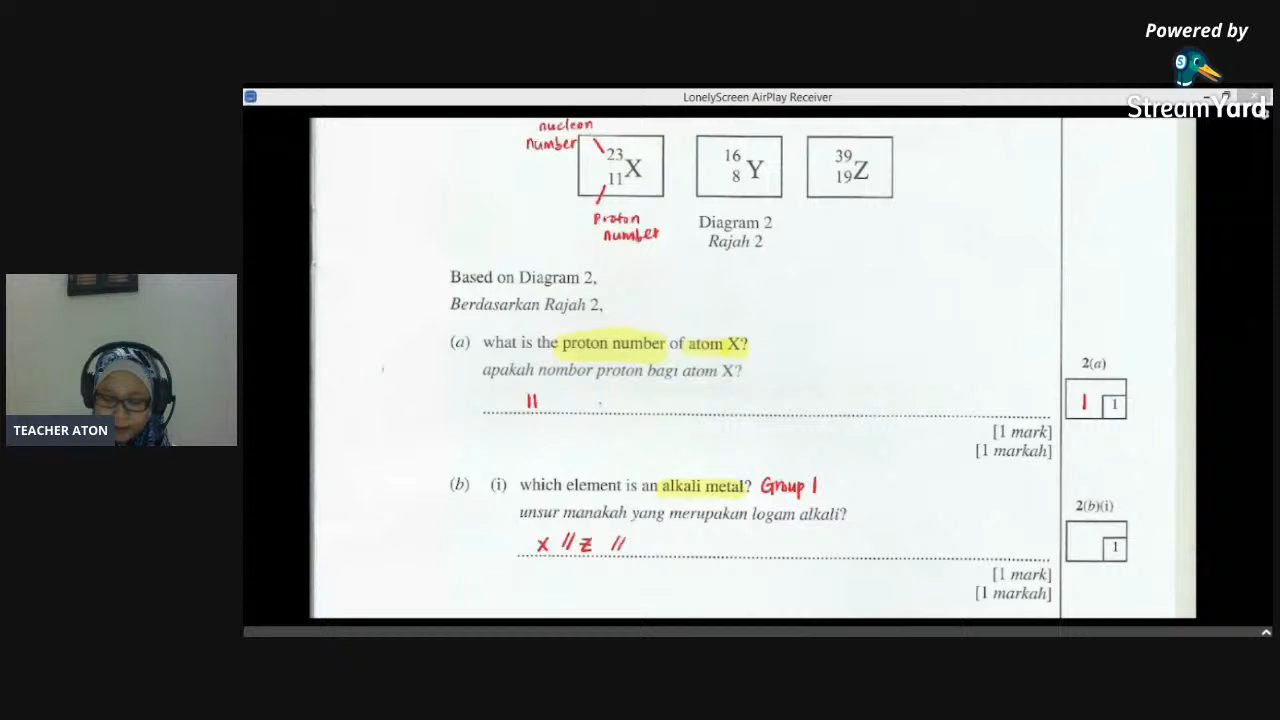 Powered by
StreamYard
LonelyScreen AirPlay Receiver
nucleon
number
23
11 X
16
8 Y
39
19 Z
Proton
number
Diagram 2
Rajah 2
Based on Diagram 2,
Berdasarkan Rajah 2,
(a) what is the proton number of atom X?
apakah nombor proton bagi atom X?
11
[1 mark]
[1 markah]
2(a)
1
1
(b) (i) which element is an alkali metal? Group 1
unsur manakah yang merupakan logam alkali?
X // Z //
[1 mark]
[1 markah]
2(b)(i)
1
TEACHER ATON